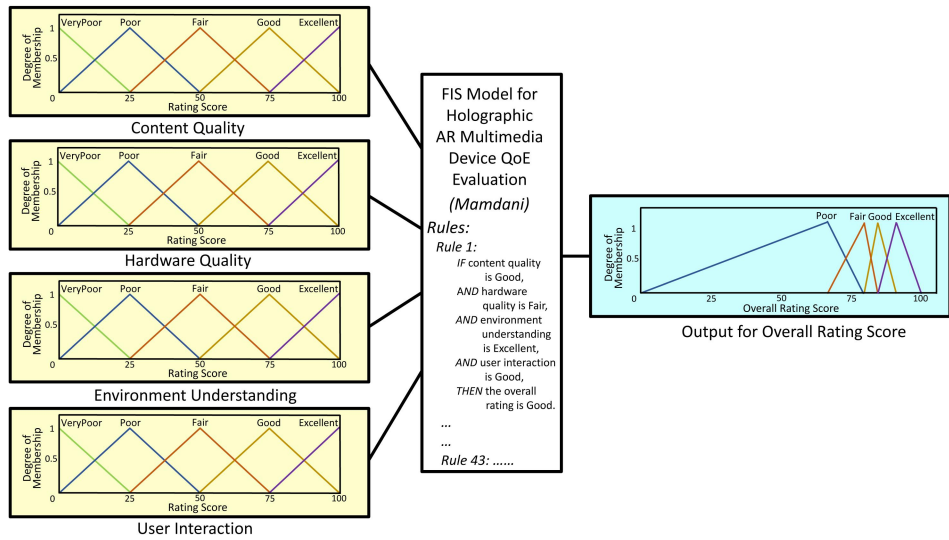 VeryPoor Poor Fair Good Excellent
Degree of
Membership
1
0.5
0
25 50 75 100
Rating Score
Content Quality
VeryPoor Poor Fair Good Excellent
Degree of
Membership
1
0.5
0
25 50 75 100
Rating Score
Hardware Quality
VeryPoor Poor Fair Good Excellent
Degree of
Membership
1
0.5
0
25 50 75 100
Rating Score
Environment Understanding
VeryPoor Poor Fair Good Excellent
Degree of
Membership
1
0.5
0
25 50 75 100
Rating Score
User Interaction
FIS Model for
Holographic
AR Multimedia
Device QoE
Evaluation
(Mamdani)
Rules:
Rule 1:
IF content quality
is Good,
AND hardware
quality is Fair,
AND environment
understanding
is Excellent,
AND user interaction
is Good,
THEN the overall
rating is Good.
...
...
Rule 43: ......
Poor Fair Good Excellent
Degree of
Membership
1
0.5
0
25 50 75 100
Overall Rating Score
Output for Overall Rating Score